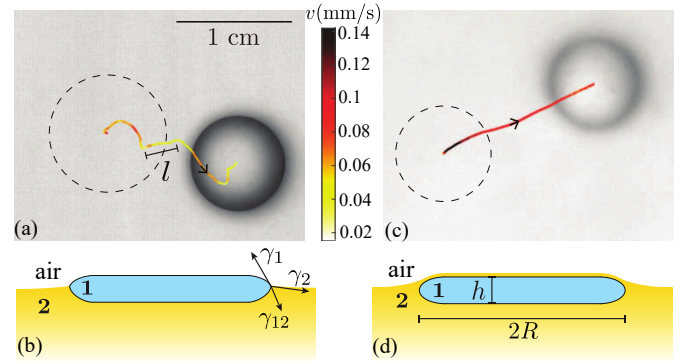 1 cm
v(mm/s)
0.14
0.12
0.10
0.08
0.06
0.04
0.02
l
(a)
(c)
air
1
2
γ₁
γ₂
γ₁₂
(b)
air
1
h
2
2R
(d)